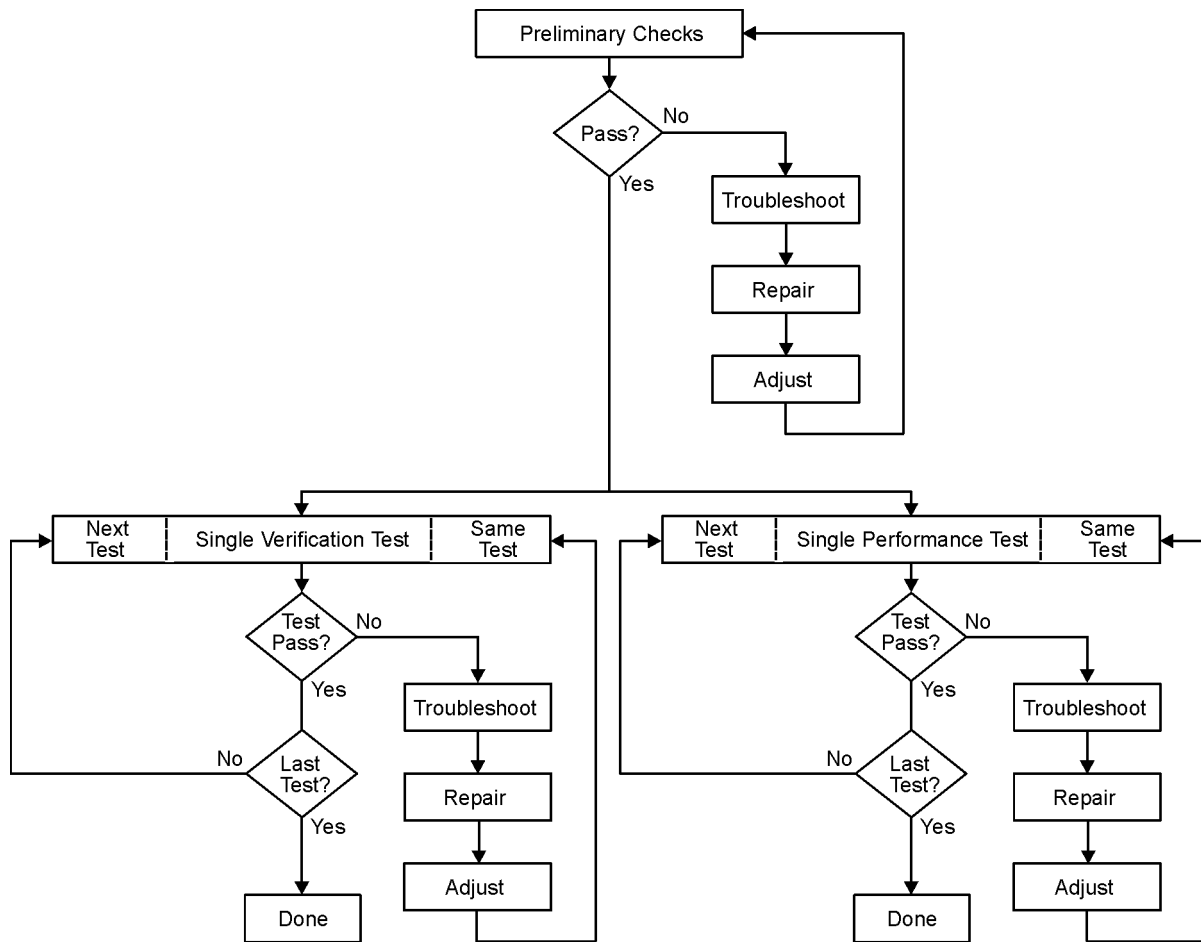 Preliminary Checks
Pass?
No
Yes
Troubleshoot
Repair
Adjust
Next
Test
Single Verification Test
Same
Test
Test
Pass?
No
Yes
Troubleshoot
No
Last
Test?
Yes
Repair
Adjust
Done
Next
Test
Single Performance Test
Same
Test
Test
Pass?
No
Yes
Troubleshoot
No
Last
Test?
Yes
Repair
Adjust
Done